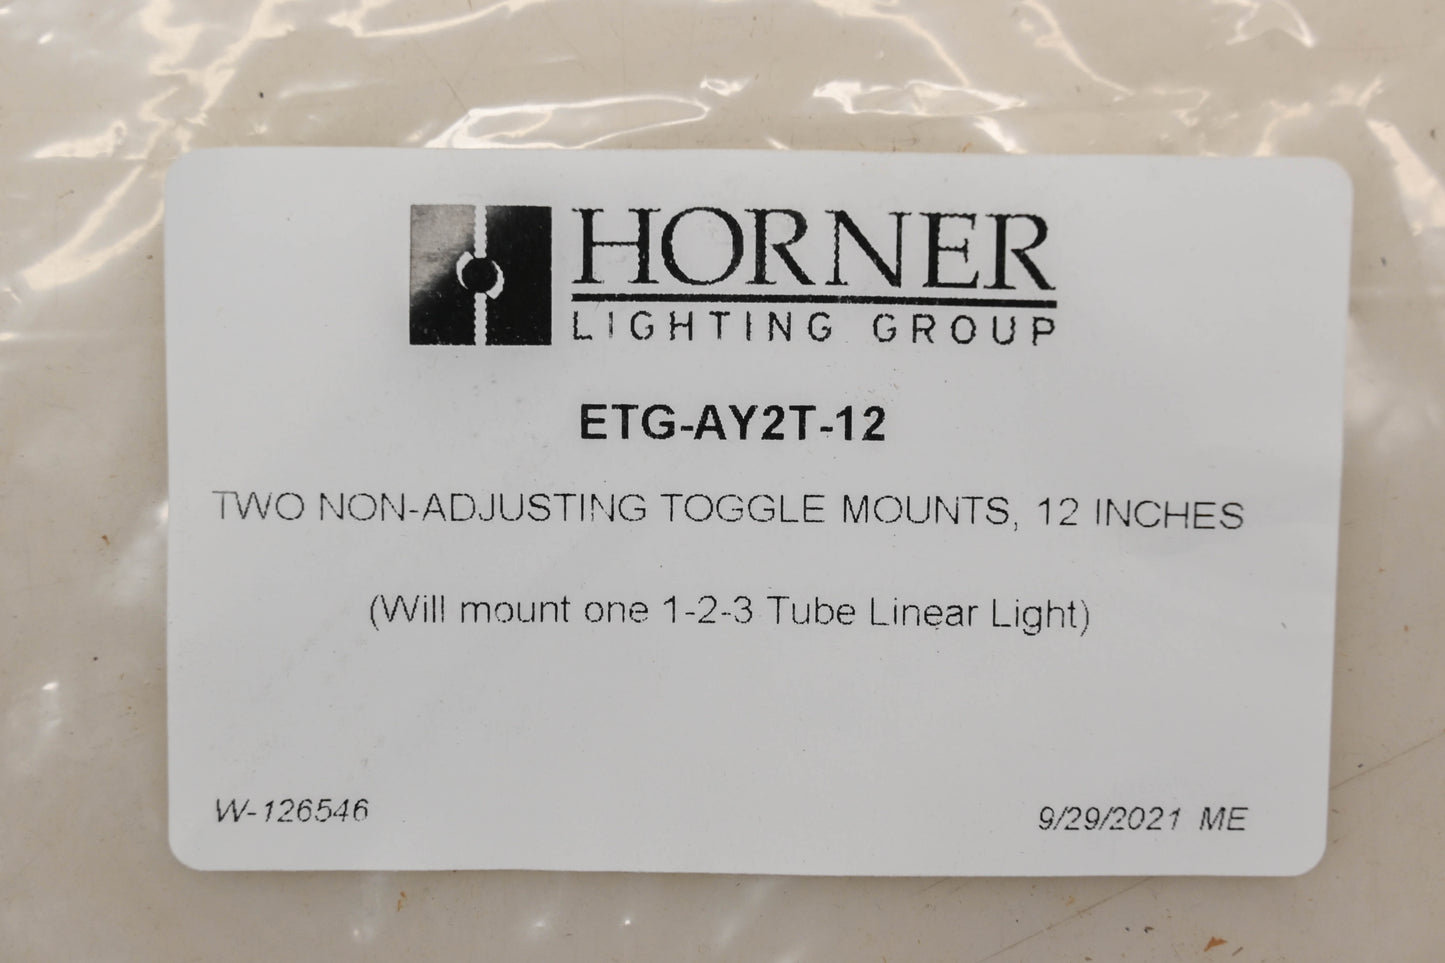 HORNER
LIGHTING GROUP
ETG-AY2T-12
TWO NON-ADJUSTING TOGGLE MOUNTS, 12 INCHES
(Will mount one 1-2-3 Tube Linear Light)
W-126546
9/29/2021 ME